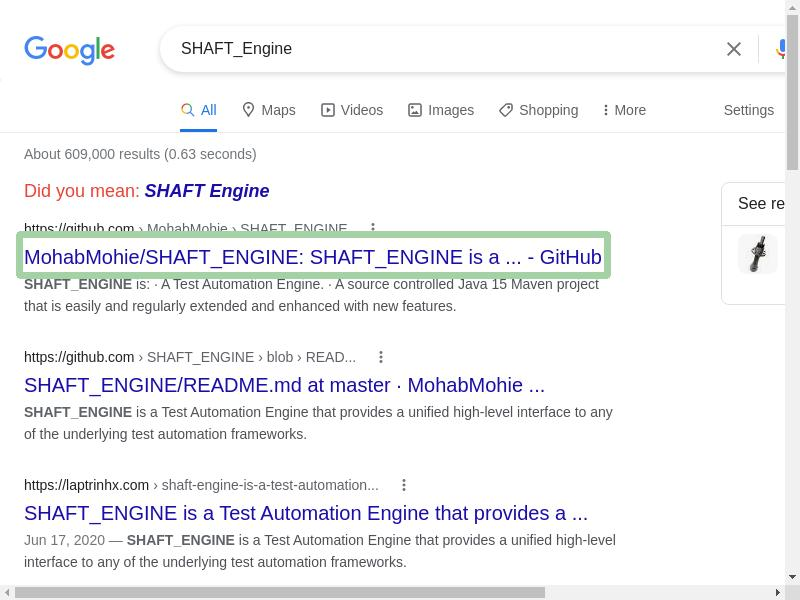 Google
SHAFT_Engine
All Maps Videos Images Shopping More Settings
About 609,000 results (0.63 seconds)
Did you mean: SHAFT Engine
See re
https://github.com › MohabMohie › SHAFT_ENGINE
MohabMohie/SHAFT_ENGINE: SHAFT_ENGINE is a ... - GitHub
SHAFT_ENGINE is: · A Test Automation Engine. · A source controlled Java 15 Maven project
that is easily and regularly extended and enhanced with new features.
https://github.com › SHAFT_ENGINE › blob › READ...
SHAFT_ENGINE/README.md at master · MohabMohie ...
SHAFT_ENGINE is a Test Automation Engine that provides a unified high-level interface to any
of the underlying test automation frameworks.
https://laptrinhx.com › shaft-engine-is-a-test-automation...
SHAFT_ENGINE is a Test Automation Engine that provides a ...
Jun 17, 2020 — SHAFT_ENGINE is a Test Automation Engine that provides a unified high-level
interface to any of the underlying test automation frameworks.